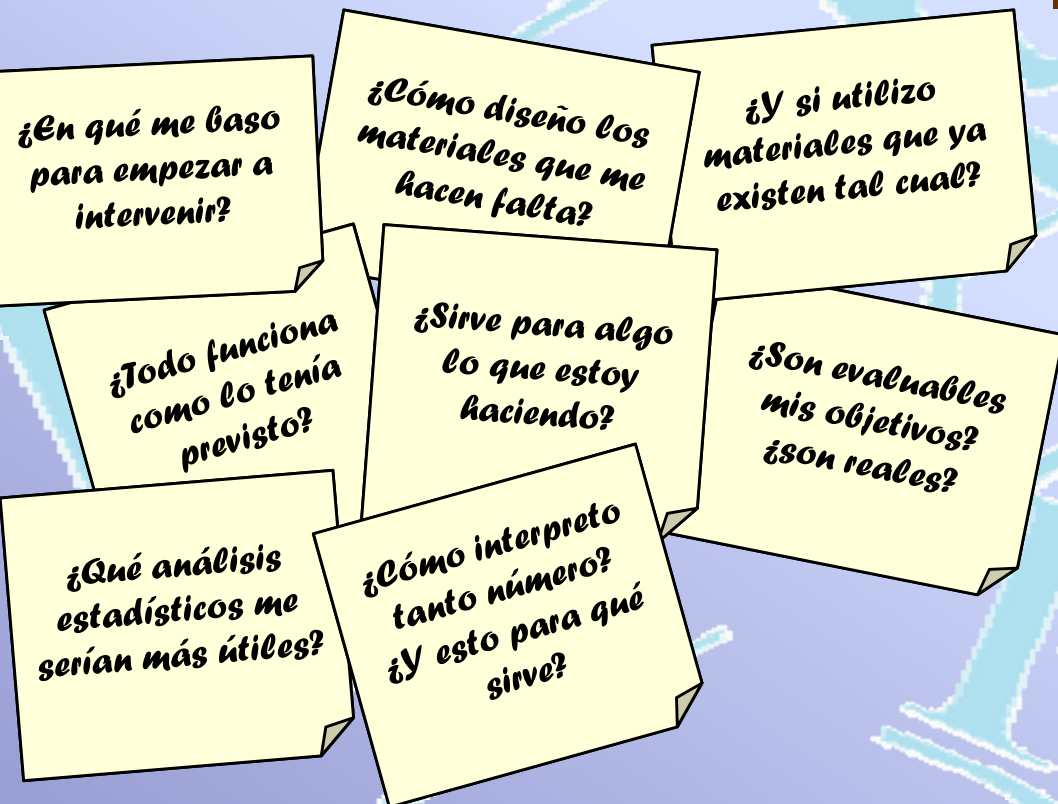 ¿En qué me baso
para empezar a
intervenir?
¿Cómo diseño los
materiales que me
hacen falta?
¿Y si utilizo
materiales que ya
existen tal cual?
¿Todo funciona
como lo tenía
previsto?
¿Sirve para algo
lo que estoy
haciendo?
¿Son evaluables
mis objetivos?
¿son reales?
¿Qué análisis
estadísticos me
serían más útiles?
¿Cómo interpreto
tanto número?
¿Y esto para qué
sirve?